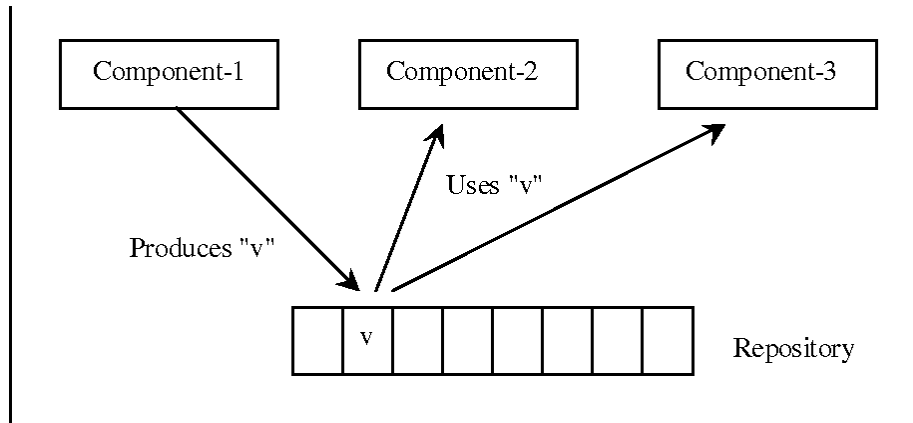 Component-1
Component-2
Component-3
Uses "v"
Produces "v"
v
Repository